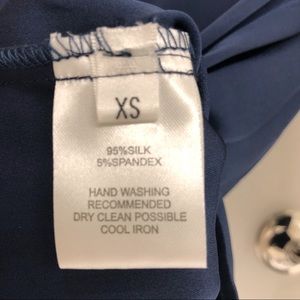 XS
95%SILK
5%SPANDEX
HAND WASHING
RECOMMENDED
DRY CLEAN POSSIBLE
COOL IRON